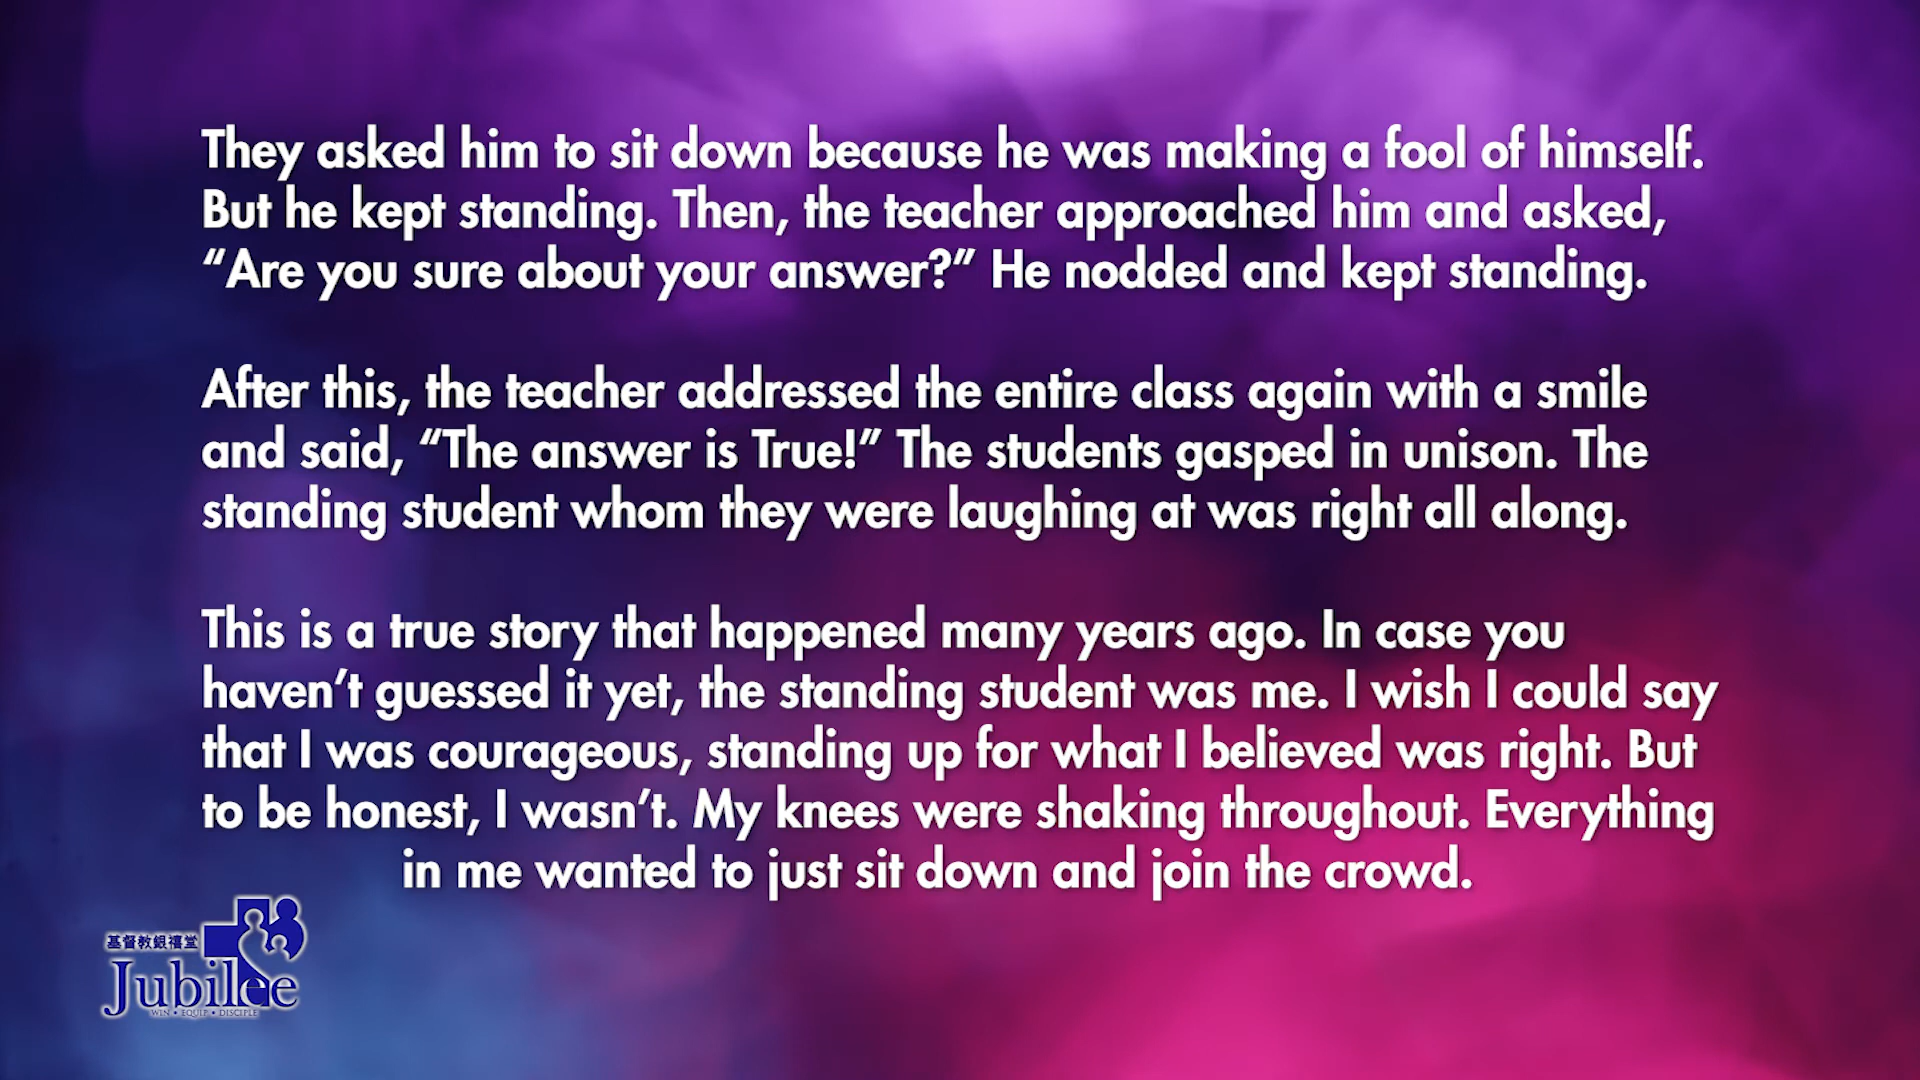 They asked him to sit down because he was making a fool of himself.
But he kept standing. Then, the teacher approached him and asked,
“Are you sure about your answer?” He nodded and kept standing.
After this, the teacher addressed the entire class again with a smile
and said, “The answer is True!” The students gasped in unison. The
standing student whom they were laughing at was right all along.
This is a true story that happened many years ago. In case you
haven’t guessed it yet, the standing student was me. I wish I could say
that I was courageous, standing up for what I believed was right. But
to be honest, I wasn’t. My knees were shaking throughout. Everything
in me wanted to just sit down and join the crowd.
基督教銀禧堂
Jubilee
WIN • EQUIP • DISCIPLE